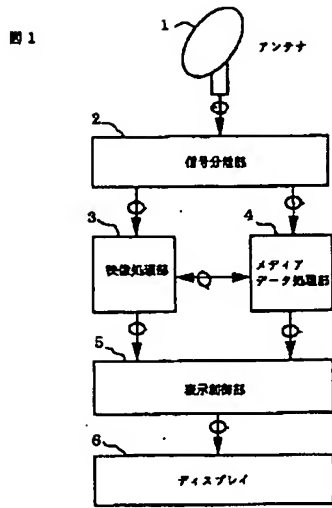 図1
1
アンテナ
2
信号分離部
3
映像処理部
4
メディア
データ処理部
5
表示制御部
6
ディスプレイ